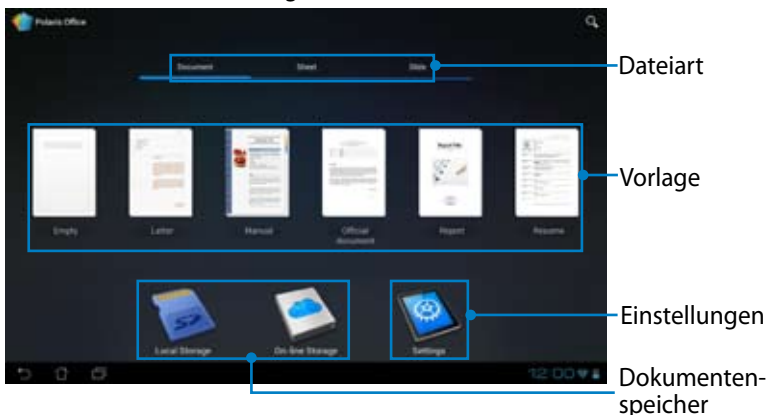 Polaris Office
Document Sheet Slide
Dateiart
Vorlage
Empty Letter Manual Official document Report Resume
Einstellungen
Local Storage On-line Storage Settings
12:00
Dokumenten-
speicher